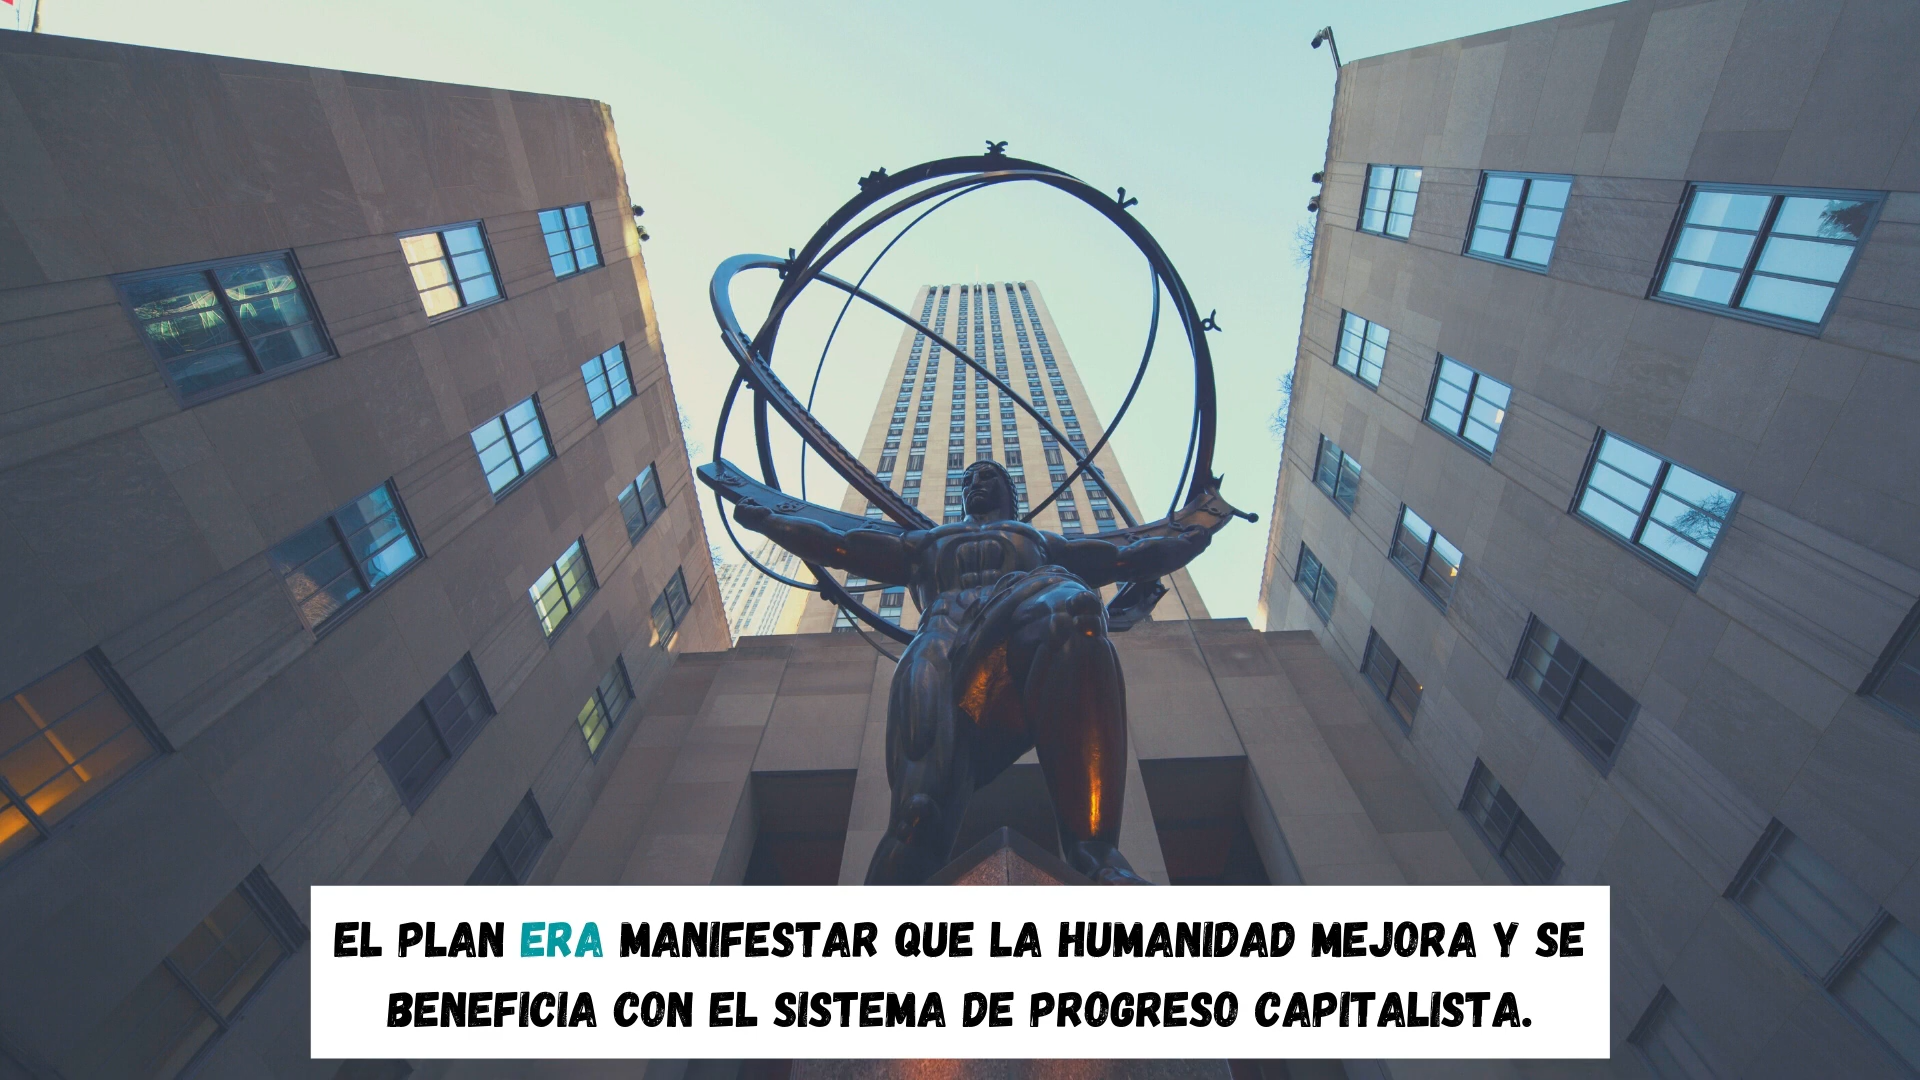 EL PLAN ERA MANIFESTAR QUE LA HUMANIDAD MEJORA Y SE
BENEFICIA CON EL SISTEMA DE PROGRESO CAPITALISTA.